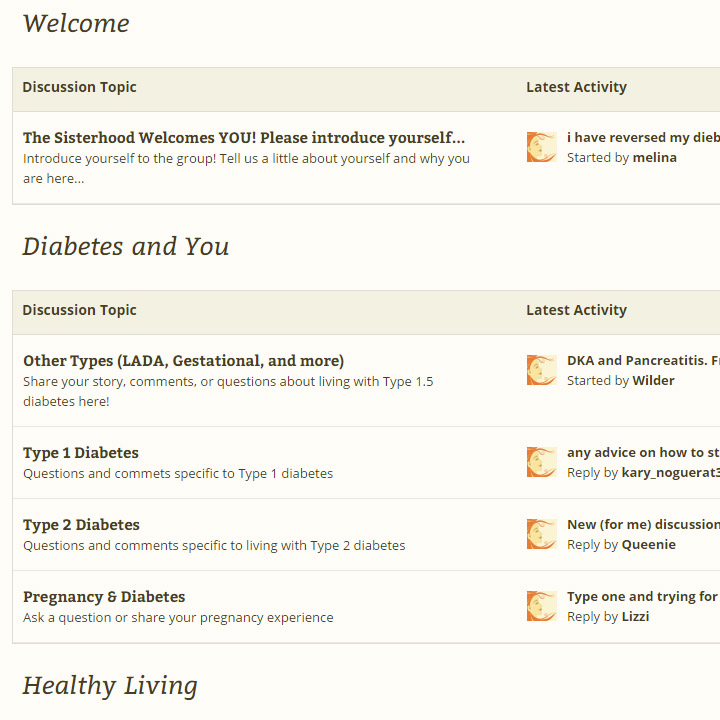 Welcome
Discussion Topic Latest Activity
The Sisterhood Welcomes YOU! Please introduce yourself... i have reversed my dieb
Introduce yourself to the group! Tell us a little about yourself and why you Started by melina
are here...
Diabetes and You
Discussion Topic Latest Activity
Other Types (LADA, Gestational, and more) DKA and Pancreatitis. Fr
Share your story, comments, or questions about living with Type 1.5 Started by Wilder
diabetes here!
Type 1 Diabetes any advice on how to st
Questions and commets specific to Type 1 diabetes Reply by kary_noguerat3
Type 2 Diabetes New (for me) discussion
Questions and comments specific to living with Type 2 diabetes Reply by Queenie
Pregnancy & Diabetes Type one and trying for
Ask a question or share your pregnancy experience Reply by Lizzi
Healthy Living